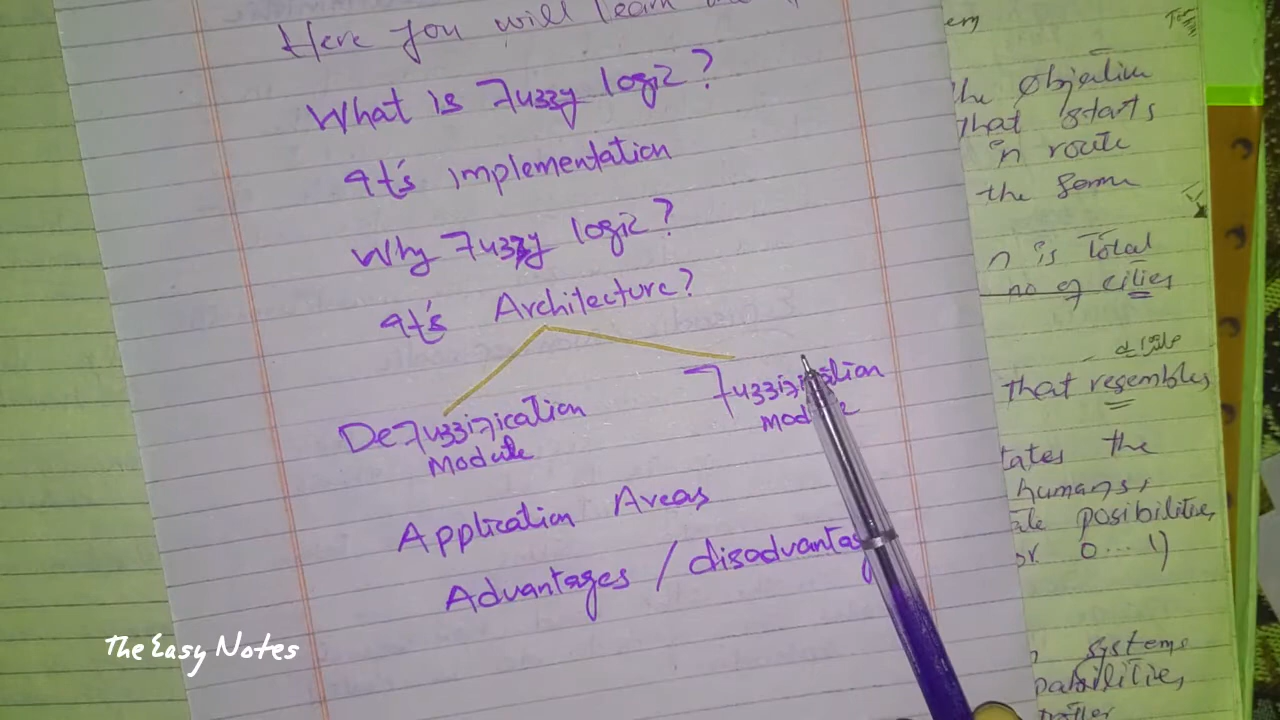 Here you will learn
What Is Fuzzy logic?
It's implementation
Why Fuzzy logic?
It's Architecture?
Defuzzification
Module
Fuzzification
module
Application Areas
Advantages / disadvantag
The Easy Notes
the objective
that starts
in route
the same
n is total
no of cities
that resembles
tates the
humans,
posibilities,
or 0...1)
systems